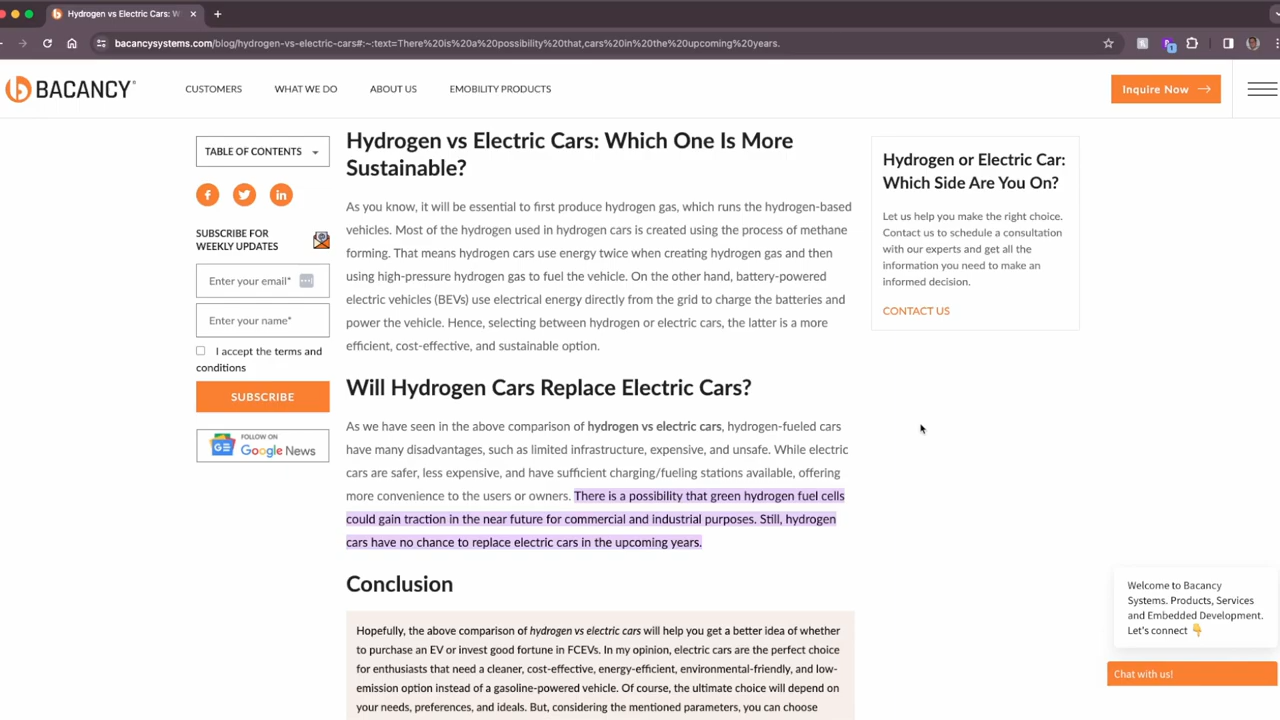 Hydrogen vs Electric Cars: W
bacancysystems.com/blog/hydrogen-vs-electric-cars#:~:text=There%20is%20a%20possibility%20that,cars%20in%20the%20upcoming%20years.
BACANCY
CUSTOMERS
WHAT WE DO
ABOUT US
EMOBILITY PRODUCTS
Inquire Now
TABLE OF CONTENTS
SUBSCRIBE FOR
WEEKLY UPDATES
Enter your email*
Enter your name*
I accept the terms and
conditions
SUBSCRIBE
FOLLOW ON
Google News
Hydrogen vs Electric Cars: Which One Is More
Sustainable?
As you know, it will be essential to first produce hydrogen gas, which runs the hydrogen-based
vehicles. Most of the hydrogen used in hydrogen cars is created using the process of methane
forming. That means hydrogen cars use energy twice when creating hydrogen gas and then
using high-pressure hydrogen gas to fuel the vehicle. On the other hand, battery-powered
electric vehicles (BEVs) use electrical energy directly from the grid to charge the batteries and
power the vehicle. Hence, selecting between hydrogen or electric cars, the latter is a more
efficient, cost-effective, and sustainable option.
Will Hydrogen Cars Replace Electric Cars?
As we have seen in the above comparison of hydrogen vs electric cars, hydrogen-fueled cars
have many disadvantages, such as limited infrastructure, expensive, and unsafe. While electric
cars are safer, less expensive, and have sufficient charging/fueling stations available, offering
more convenience to the users or owners. There is a possibility that green hydrogen fuel cells
could gain traction in the near future for commercial and industrial purposes. Still, hydrogen
cars have no chance to replace electric cars in the upcoming years.
Conclusion
Hopefully, the above comparison of hydrogen vs electric cars will help you get a better idea of whether
to purchase an EV or invest good fortune in FCEVs. In my opinion, electric cars are the perfect choice
for enthusiasts that need a cleaner, cost-effective, energy-efficient, environmental-friendly, and low-
emission option instead of a gasoline-powered vehicle. Of course, the ultimate choice will depend on
your needs, preferences, and ideals. But, considering the mentioned parameters, you can choose
Hydrogen or Electric Car:
Which Side Are You On?
Let us help you make the right choice.
Contact us to schedule a consultation
with our experts and get all the
information you need to make an
informed decision.
CONTACT US
Welcome to Bacancy
Systems. Products, Services
and Embedded Development.
Let's connect 👇
Chat with us!